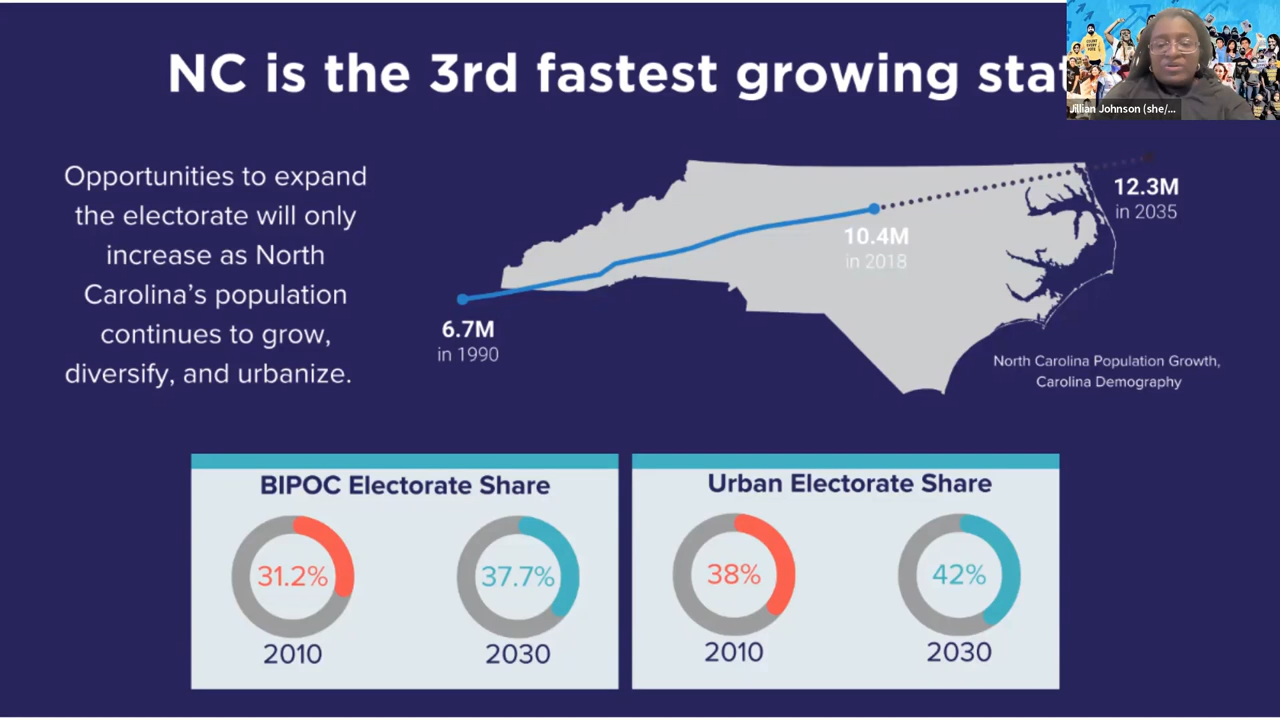 NC is the 3rd fastest growing stat
Jillian Johnson (she/...
Opportunities to expand
the electorate will only
increase as North
Carolina's population
continues to grow,
diversify, and urbanize.
12.3M
in 2035
10.4M
in 2018
6.7M
in 1990
North Carolina Population Growth,
Carolina Demography
BIPOC Electorate Share
31.2%
37.7%
2010
2030
Urban Electorate Share
38%
42%
2010
2030